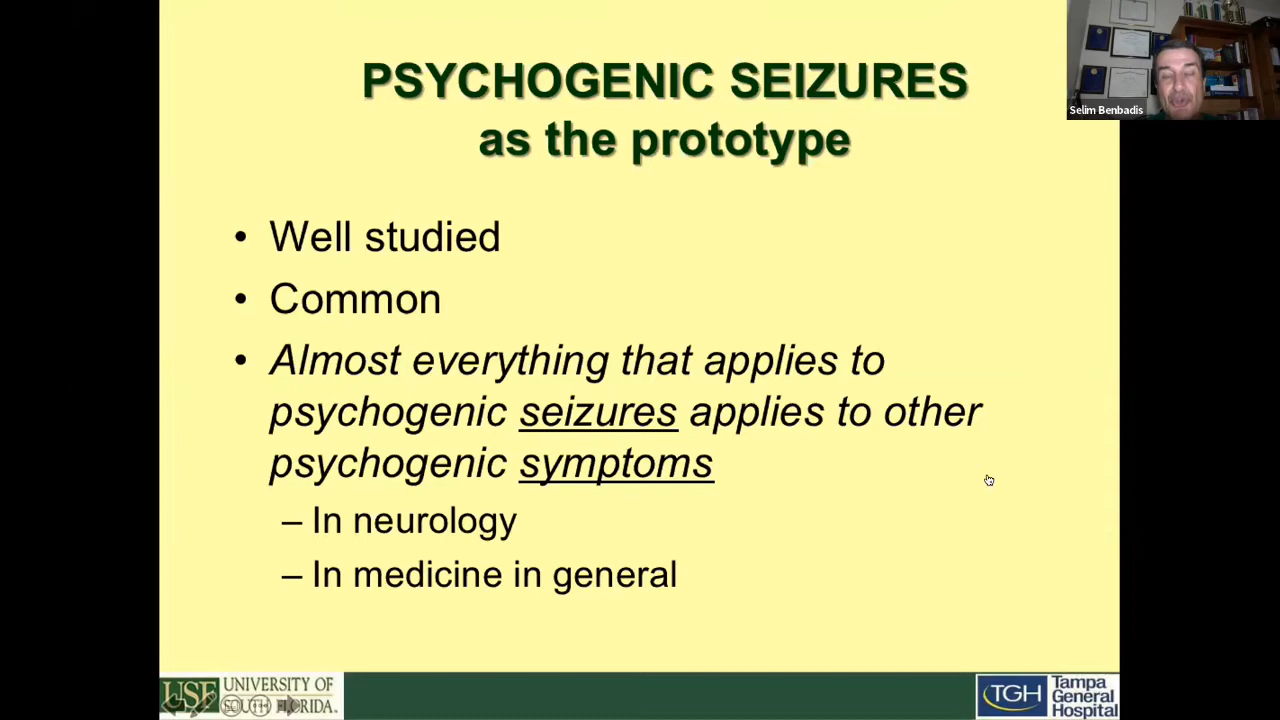 PSYCHOGENIC SEIZURES
as the prototype
Selim Benbadis
• Well studied
• Common
• Almost everything that applies to
psychogenic seizures applies to other
psychogenic symptoms
– In neurology
– In medicine in general
USF UNIVERSITY OF
SOUTH FLORIDA.
TGH Tampa
General
Hospital